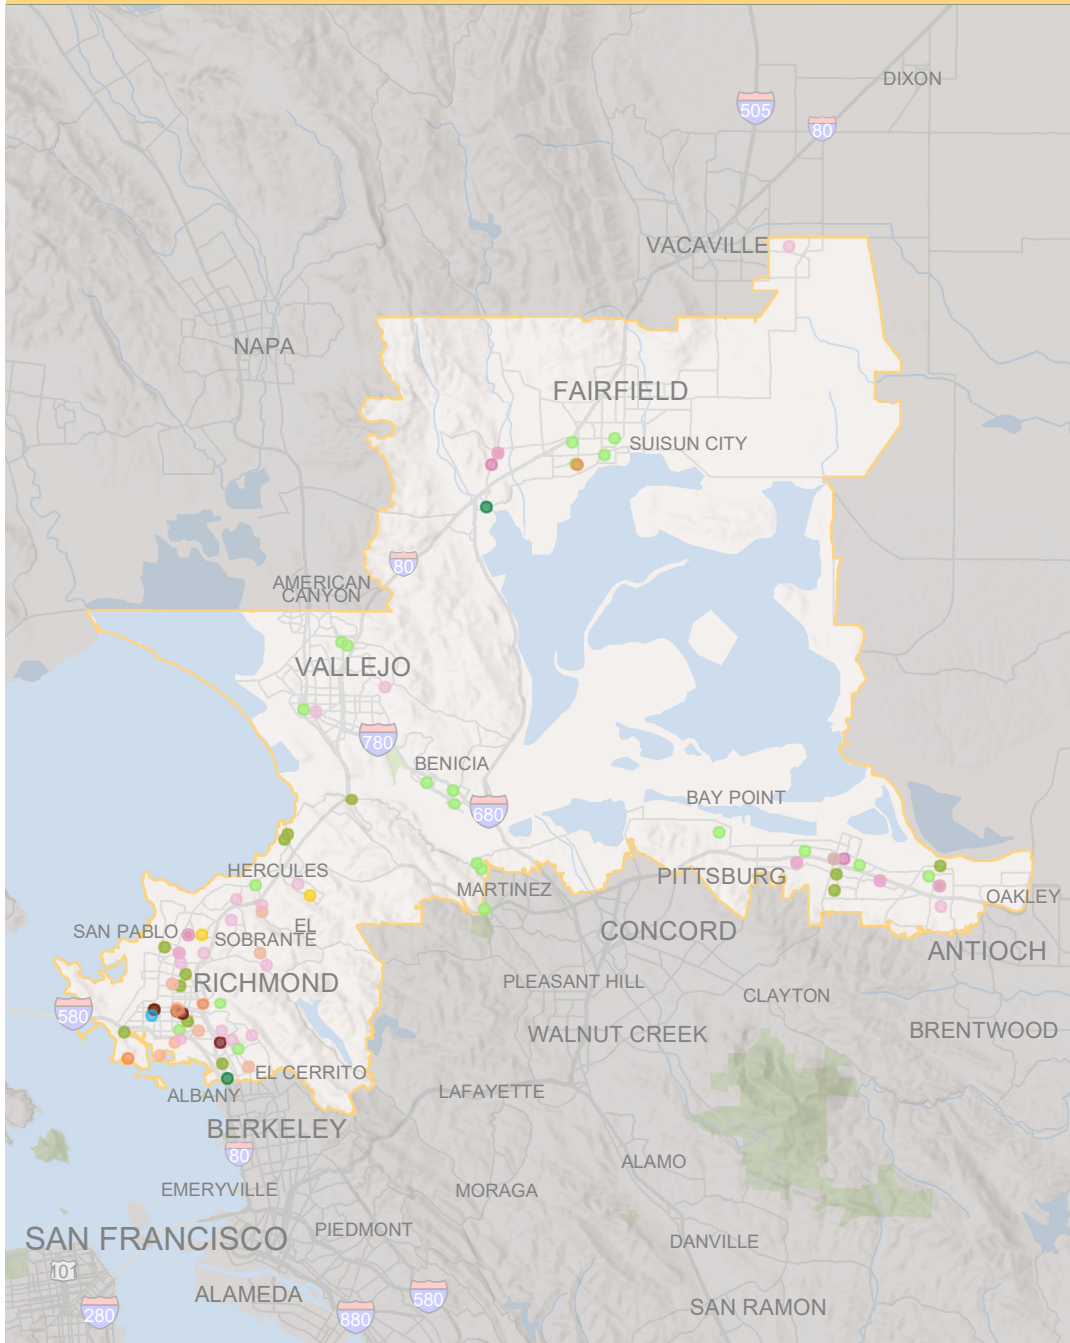 DIXON
505
80
VACAVILLE
NAPA
FAIRFIELD
SUISUN CITY
80
AMERICAN
CANYON
VALLEJO
780
BENICIA
680
BAY POINT
HERCULES
MARTINEZ
PITTSBURG
OAKLEY
EL
SOBRANTE
SAN PABLO
CONCORD
ANTIOCH
RICHMOND
PLEASANT HILL
CLAYTON
580
WALNUT CREEK
BRENTWOOD
EL CERRITO
ALBANY
LAFAYETTE
BERKELEY
80
ALAMO
EMERYVILLE
MORAGA
PIEDMONT
SAN FRANCISCO
DANVILLE
101
ALAMEDA
580
280
880
SAN RAMON